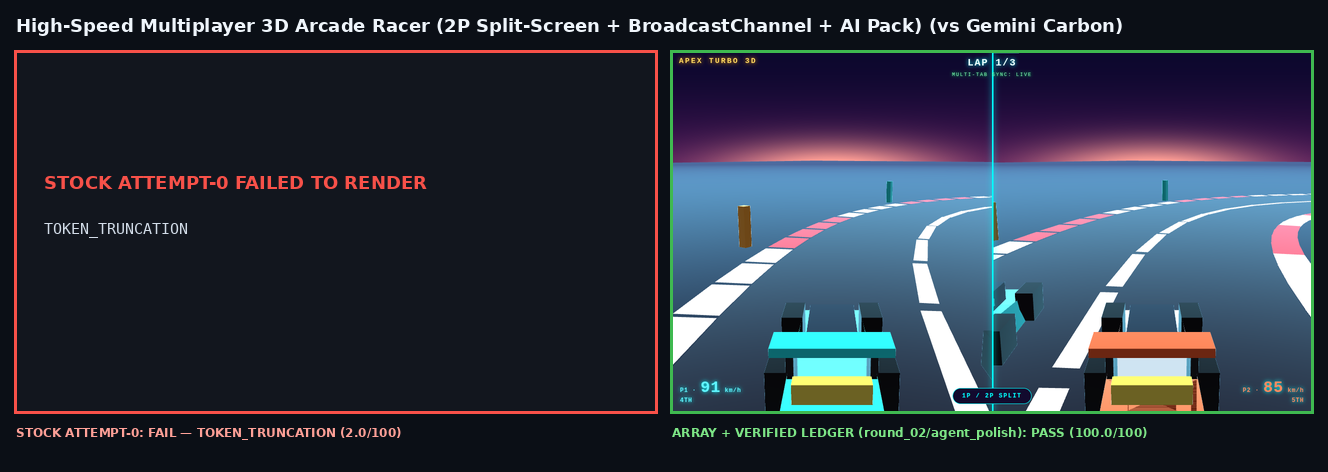 High-Speed Multiplayer 3D Arcade Racer (2P Split-Screen + BroadcastChannel + AI Pack) (vs Gemini Carbon)
STOCK ATTEMPT-0 FAILED TO RENDER
TOKEN_TRUNCATION
APEX TURBO 3D
LAP 1/3
MULTI-TAB SYNC: LIVE
P1 · 91 km/h
4TH
1P / 2P SPLIT
P2 · 85 km/h
5TH
STOCK ATTEMPT-0: FAIL — TOKEN_TRUNCATION (2.0/100)
ARRAY + VERIFIED LEDGER (round_02/agent_polish): PASS (100.0/100)